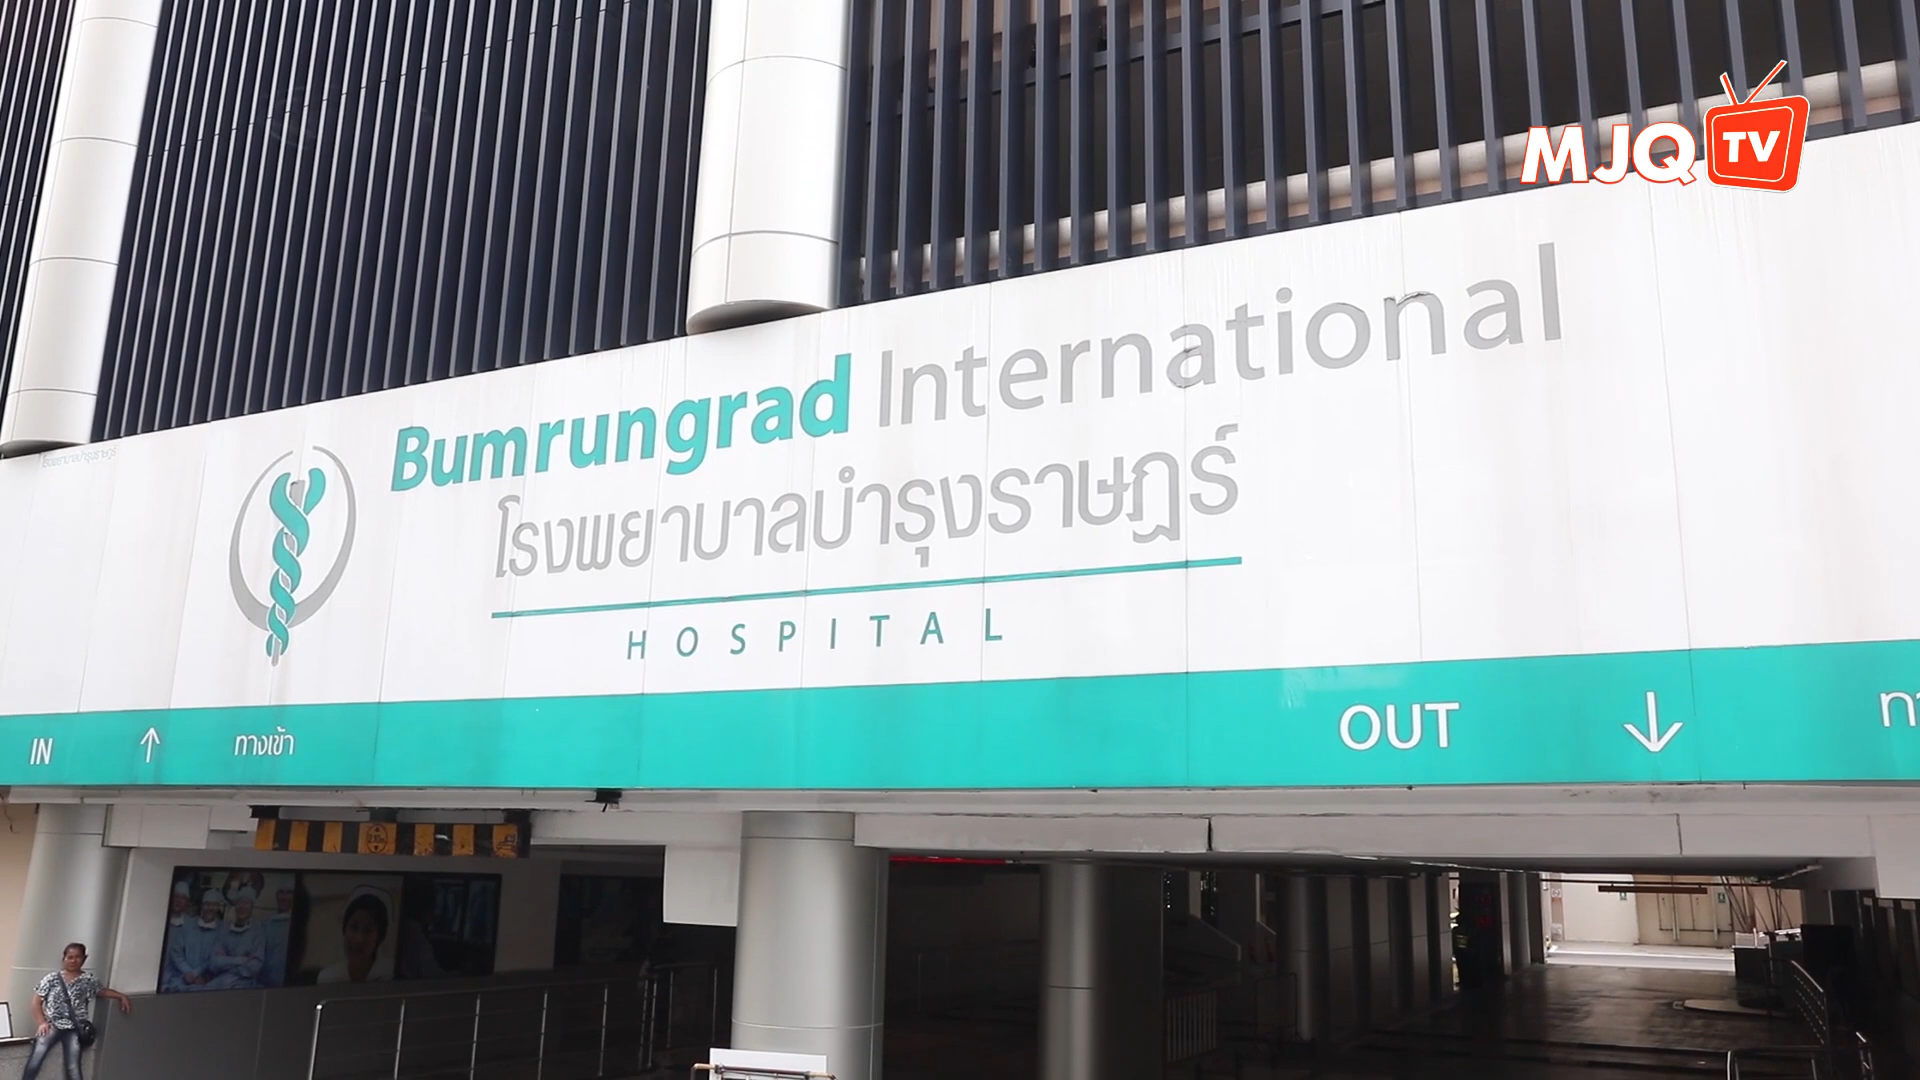 MJQ TV
Bumrungrad International
โรงพยาบาลบำรุงราษฎร์
HOSPITAL
IN ↑ ทางเข้า
OUT ↓